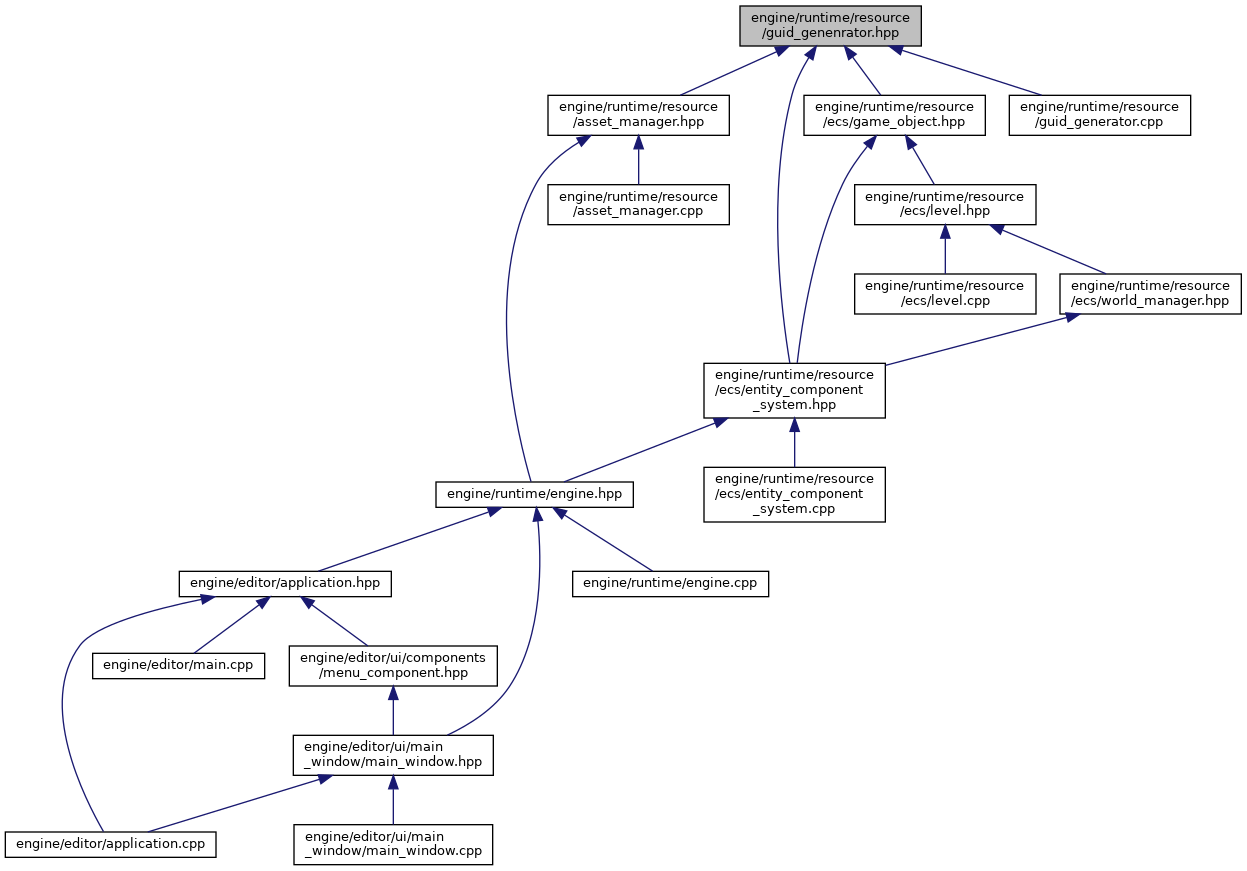 engine/runtime/resource
/guid_genenrator.hpp
engine/runtime/resource
/asset_manager.hpp
engine/runtime/resource
/ecs/game_object.hpp
engine/runtime/resource
/guid_generator.cpp
engine/runtime/resource
/asset_manager.cpp
engine/runtime/resource
/ecs/level.hpp
engine/runtime/resource
/ecs/level.cpp
engine/runtime/resource
/ecs/world_manager.hpp
engine/runtime/resource
/ecs/entity_component
_system.hpp
engine/runtime/engine.hpp
engine/runtime/resource
/ecs/entity_component
_system.cpp
engine/editor/application.hpp
engine/runtime/engine.cpp
engine/editor/main.cpp
engine/editor/ui/components
/menu_component.hpp
engine/editor/ui/main
_window/main_window.hpp
engine/editor/application.cpp
engine/editor/ui/main
_window/main_window.cpp